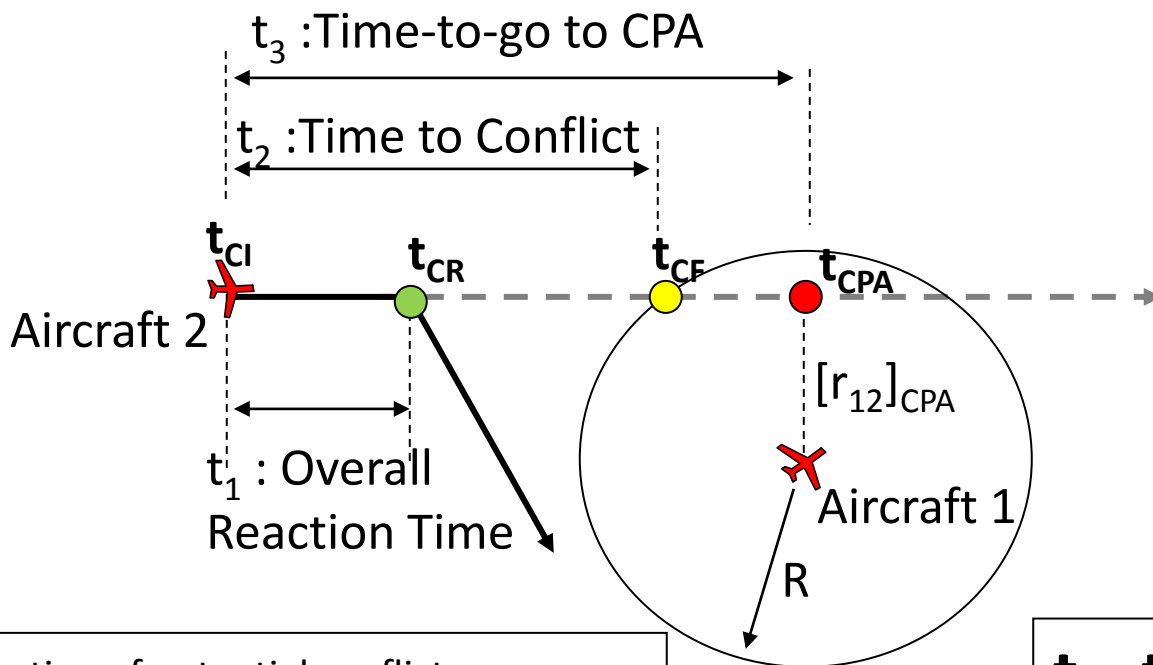 t3 :Time-to-go to CPA
t2 :Time to Conflict
tCI
tCR
tCF
tCPA
Aircraft 2
[r12]CPA
t1 : Overall
Reaction Time
Aircraft 1
R